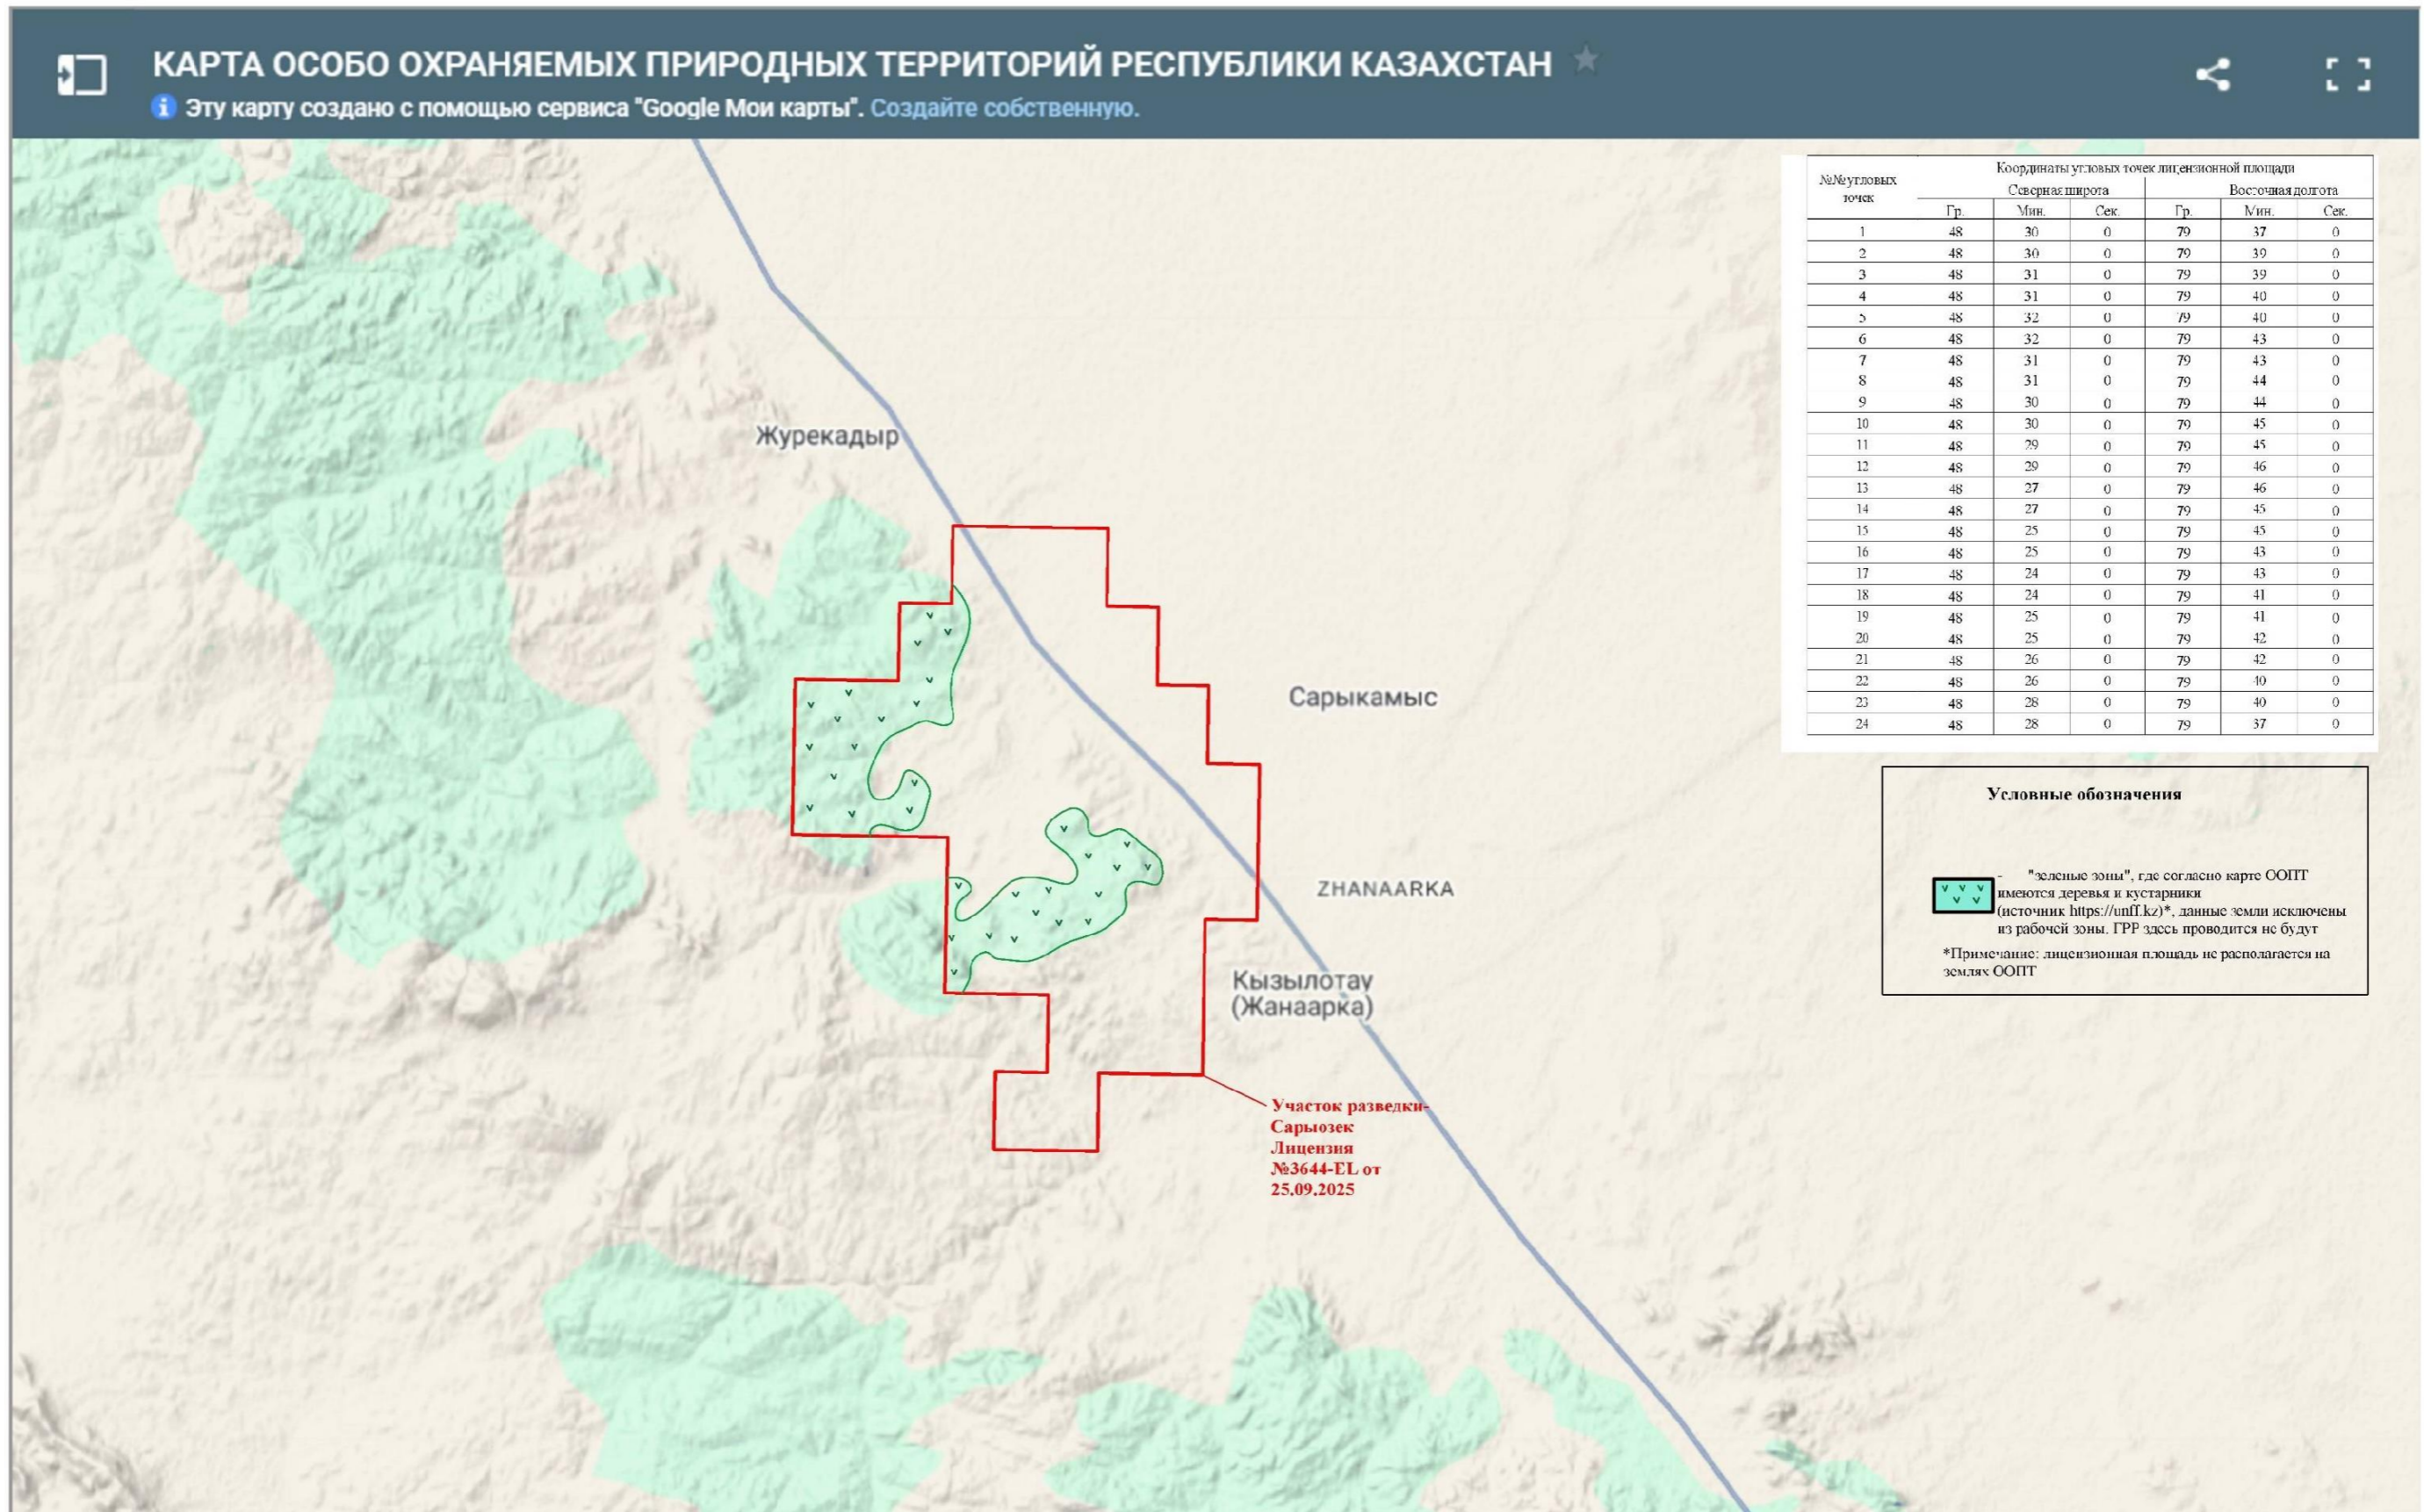 КАРТА ОСОБО ОХРАНЯЕМЫХ ПРИРОДНЫХ ТЕРРИТОРИЙ РЕСПУБЛИКИ КАЗАХСТАН
Эту карту создано с помощью сервиса "Google Мои карты". Создайте собственную.
Координаты угловых точек лицензионной площади
№№ угловых точек
Северная широта Восточная долгота
Гр. Мин. Сек. Гр. Мин. Сек.
1 48 30 0 79 37 0
2 48 30 0 79 39 0
3 48 31 0 79 39 0
4 48 31 0 79 40 0
5 48 32 0 79 40 0
6 48 32 0 79 43 0
7 48 31 0 79 43 0
8 48 31 0 79 44 0
9 48 30 0 79 44 0
10 48 30 0 79 45 0
11 48 29 0 79 45 0
12 48 29 0 79 46 0
13 48 27 0 79 46 0
14 48 27 0 79 45 0
15 48 25 0 79 45 0
16 48 25 0 79 43 0
17 48 24 0 79 43 0
18 48 24 0 79 41 0
19 48 25 0 79 41 0
20 48 25 0 79 42 0
21 48 26 0 79 42 0
22 48 26 0 79 40 0
23 48 28 0 79 40 0
24 48 28 0 79 37 0
Журекадыр
Сарыкамыс
ZHANAARKA
Кызылотау
(Жанаарка)
Участок разведки-
Сарыозек
Лицензия
№3644-EL от
25.09.2025
Условные обозначения
- "зеленые зоны", где согласно карте ООПТ
имеются деревья и кустарники
(источник https://unff.kz)*, данные земли исключены
из рабочей зоны. ГРР здесь проводится не будут
*Примечание: лицензионная площадь не располагается на
землях ООПТ